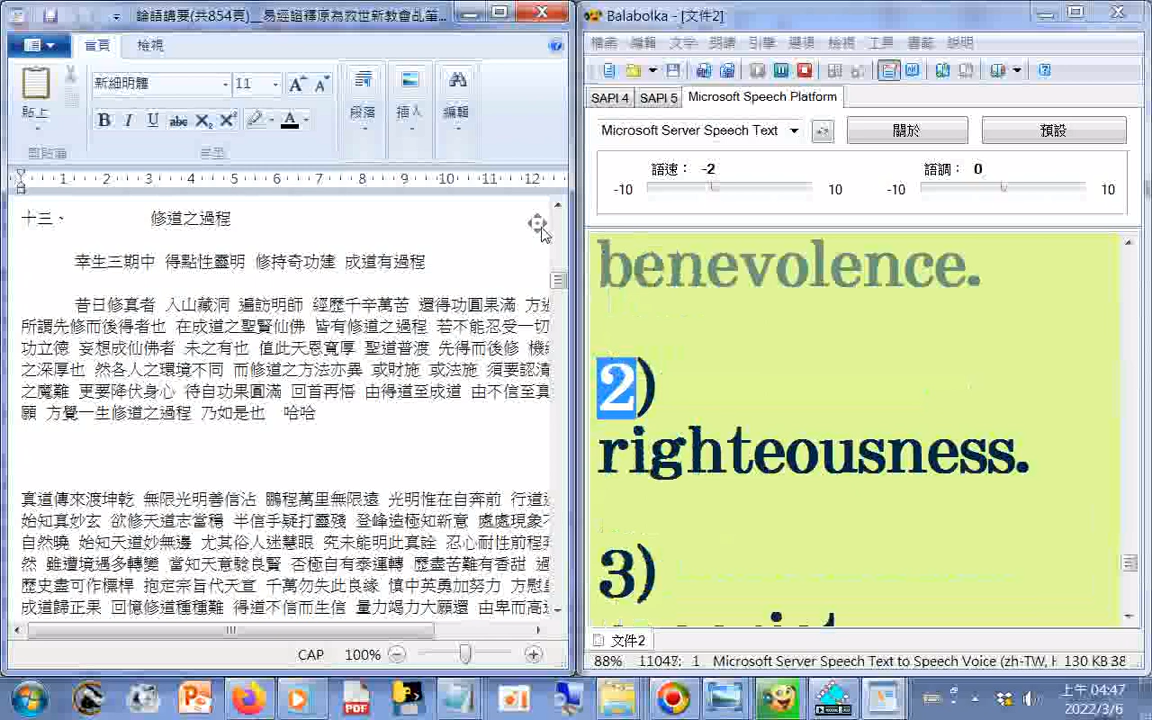 論語講要(共854頁)__易經證釋原為救世新教會乩筆...
首頁
檢視
貼上
剪貼簿
新細明體
11
B I U abc X₂ X² A
字型
段落
插入
編輯
1 2 3 4 5 6 7 8 9 10 11 12
十三、 修道之過程
幸生三期中 得點性靈明 修持奇功建 成道有過程
昔日修真者 入山藏洞 遍訪明師 經歷千辛萬苦 還得功圓果滿 方
所謂先修而後得者也 在成道之聖賢仙佛 皆有修道之過程 若不能忍受一切
功立德 妄想成仙佛者 未之有也 值此天恩寬厚 聖道普渡 先得而後修 機
之深厚也 然各人之環境不同 而修道之方法亦異 或財施 或法施 須要認清
之魔難 更要降伏身心 待自功果圓滿 回首再悟 由得道至成道 由不信至真
願 方覺一生修道之過程 乃如是也 哈哈
真道傳來渡坤乾 無限光明善信沾 鵬程萬里無限遠 光明惟在自奔前 行道
始知真妙玄 欲修天道志當穩 半信半疑打靈殘 登峰造極知新意 處處現象
自然曉 始知天道妙無邊 尤其俗人迷慧眼 究未能明此真詮 忍心耐性前程
然 雖遭境遇多轉變 當知天意驗良賢 否極自有泰運轉 歷盡苦難有香甜
歷史盡可作標桿 抱定宗旨代天宣 千萬勿失此良緣 慎中英勇加努力 方慰
成道歸正果 回憶修道種種難 得道不信而生信 量力竭力大願還 由卑而高
CAP 100%
Balabolka - [文件2]
檔案 編輯 文字 朗讀 引擎 選項 檢視 工具 書籤 說明
SAPI 4 SAPI 5 Microsoft Speech Platform
Microsoft Server Speech Text
關於
預設
語速： -2
語調： 0
-10 10 -10 10
benevolence.
2)
righteousness.
3)
文件2
88% 11047: 1 Microsoft Server Speech Text to Speech Voice (zh-TW, H 130 KB 38
PDF
上午 04:47
2022/3/6